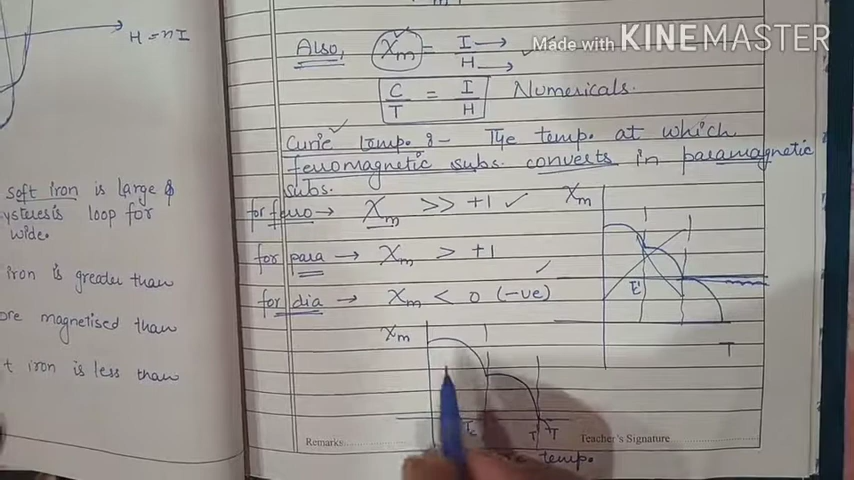 H = nI
soft iron is large &
ysteresis loop for
wide.
iron is greater than
ore magnetised than
t iron is less than
Made with KINEMASTER
Also, Xm = I
H
C/T = I/H Numericals.
Curie temp. :- The temp. at which
ferromagnetic subs. converts in paramagnetic
subs.
for ferro → Xm >> +1
for para → Xm > +1
for dia → Xm < 0 (-ve)
Xm
T
Xm
Tc T
temp.
Remarks
Teacher's Signature